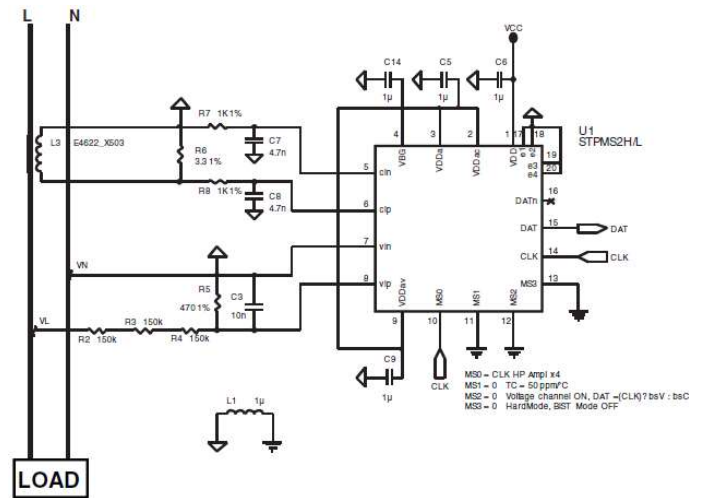 L N
VCC
C14
C5
C6
1μ
1μ
1μ
4
3
2
1
17
18
U1
STPMS2H/L
R7 1K1%
L3 E4622_X503
C7
4.7n
R6
3.3 1%
R8 1K1%
C8
4.7n
VBG
VDDa
VDDac
VDD
e1
e2
e3
e4
19
20
5
cin
6
cip
7
vin
8
vip
DATn
16
DAT
15
DAT
CLK
14
CLK
MS3
13
VN
R5
470 1%
C3
10n
VL
R2 150k
R3 150k
R4 150k
VDDav
MS0
MS1
MS2
9
10
11
12
C9
1μ
CLK
MS0 = CLK HP Ampl x4
MS1 = 0 TC = 50 ppm/°C
MS2 = 0 Voltage channel ON, DAT =(CLK)? bsV : bsC
MS3 = 0 HardMode, BIST Mode OFF
L1 1μ
LOAD